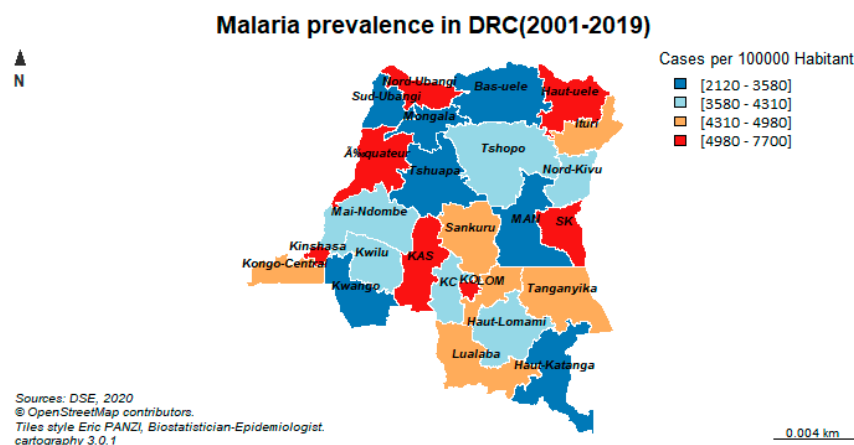 Malaria prevalence in DRC(2001-2019)
Cases per 100000 Habitant
[2120 - 3580]
[3580 - 4310]
[4310 - 4980]
[4980 - 7700]
N
Nord-Ubangi
Bas-uele
Haut-uele
Sud-Ubangi
Mongala
Ituri
Équateur
Tshopo
Tshuapa
Nord-Kivu
Mai-Ndombe
Sankuru
MAN
SK
Kinshasa
Kwilu
KAS
Kongo-Central
Kwango
KC
KO
LOM
Tanganyika
Haut-Lomami
Lualaba
Haut-Katanga
Sources: DSE, 2020
© OpenStreetMap contributors.
Tiles style Eric PANZI, Biostatistician-Epidemiologist.
cartography 3.0.1
0.004 km